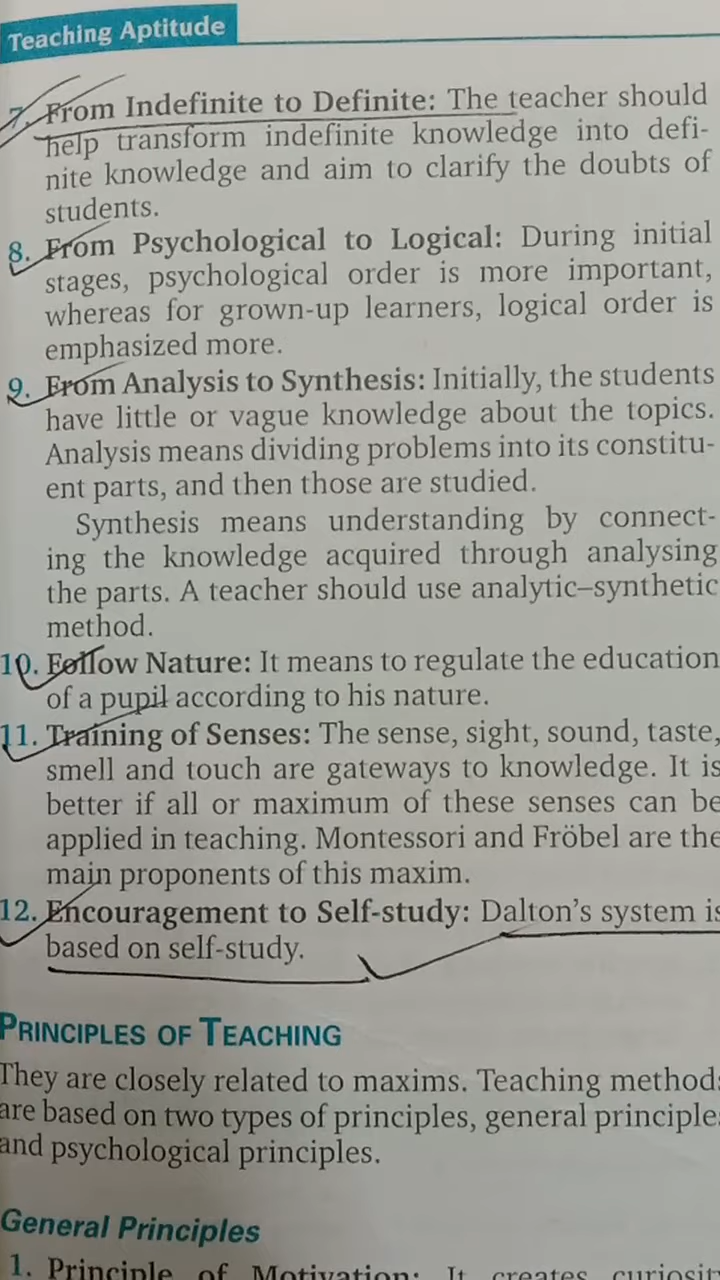 Teaching Aptitude
7. From Indefinite to Definite: The teacher should
help transform indefinite knowledge into defi-
nite knowledge and aim to clarify the doubts of
students.
8. From Psychological to Logical: During initial
stages, psychological order is more important,
whereas for grown-up learners, logical order is
emphasized more.
9. From Analysis to Synthesis: Initially, the students
have little or vague knowledge about the topics.
Analysis means dividing problems into its constitu-
ent parts, and then those are studied.
Synthesis means understanding by connect-
ing the knowledge acquired through analysing
the parts. A teacher should use analytic–synthetic
method.
10. Follow Nature: It means to regulate the education
of a pupil according to his nature.
11. Training of Senses: The sense, sight, sound, taste,
smell and touch are gateways to knowledge. It is
better if all or maximum of these senses can be
applied in teaching. Montessori and Fröbel are the
main proponents of this maxim.
12. Encouragement to Self-study: Dalton's system is
based on self-study.
PRINCIPLES OF TEACHING
They are closely related to maxims. Teaching method
are based on two types of principles, general principle
and psychological principles.
General Principles
1. Principle of Motivation: It creates curiosit